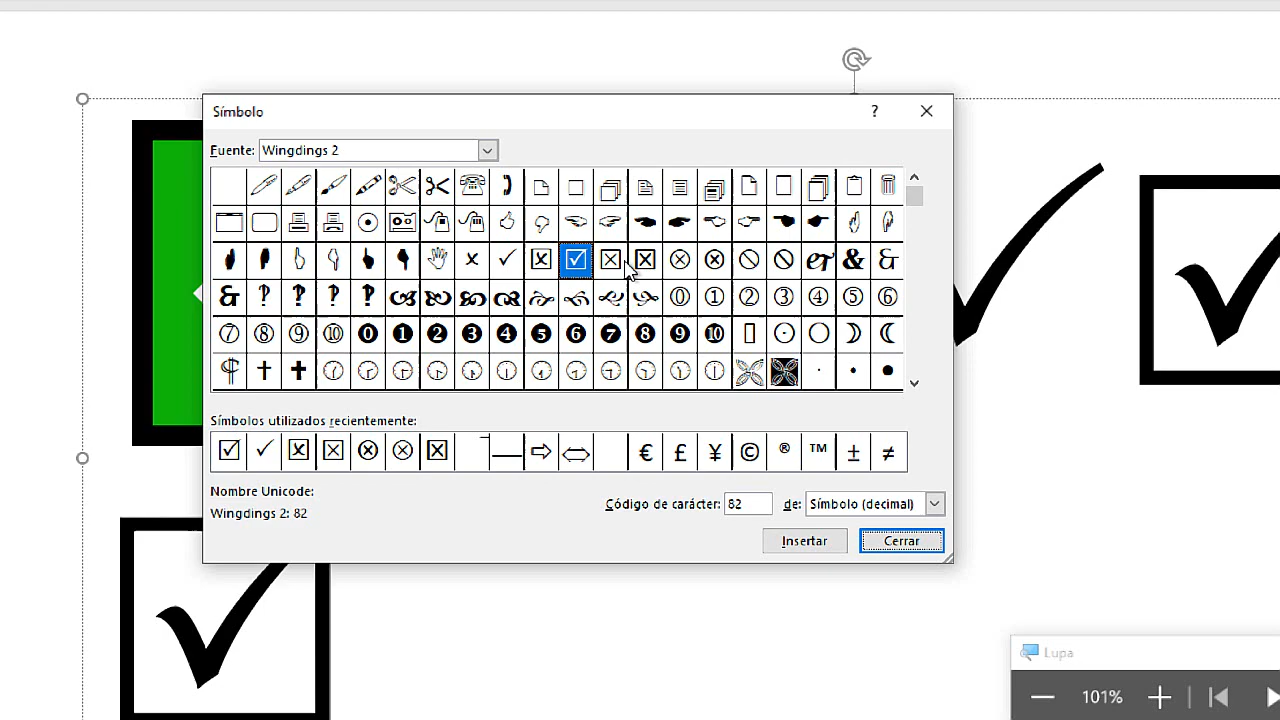 Símbolo
?
Fuente: Wingdings 2
Símbolos utilizados recientemente:
€ £ ¥ © ® ™ ± ≠
Nombre Unicode:
Wingdings 2: 82
Código de carácter: 82 de: Símbolo (decimal)
Insertar Cerrar
Lupa
101%